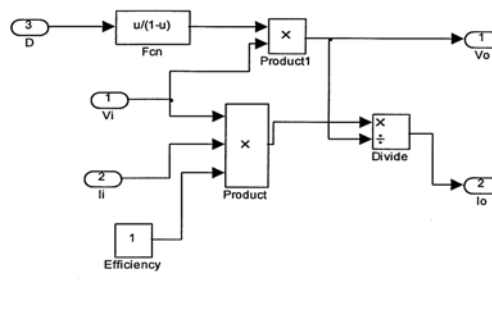 3
D
u/(1-u)
Fcn
×
Product1
1
Vo
1
Vi
×
Product
×
÷
Divide
2
Ii
2
Io
1
Efficiency